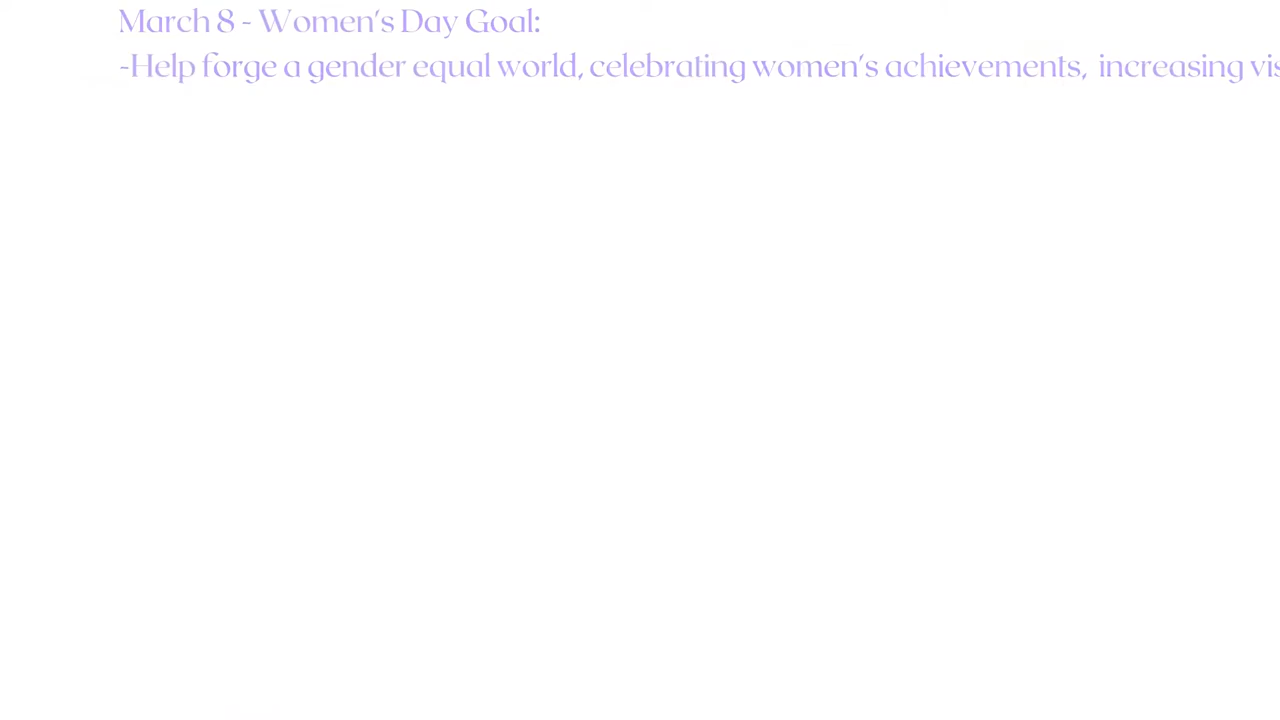 March 8 - Women's Day Goal:
-Help forge a gender equal world, celebrating women's achievements, increasing